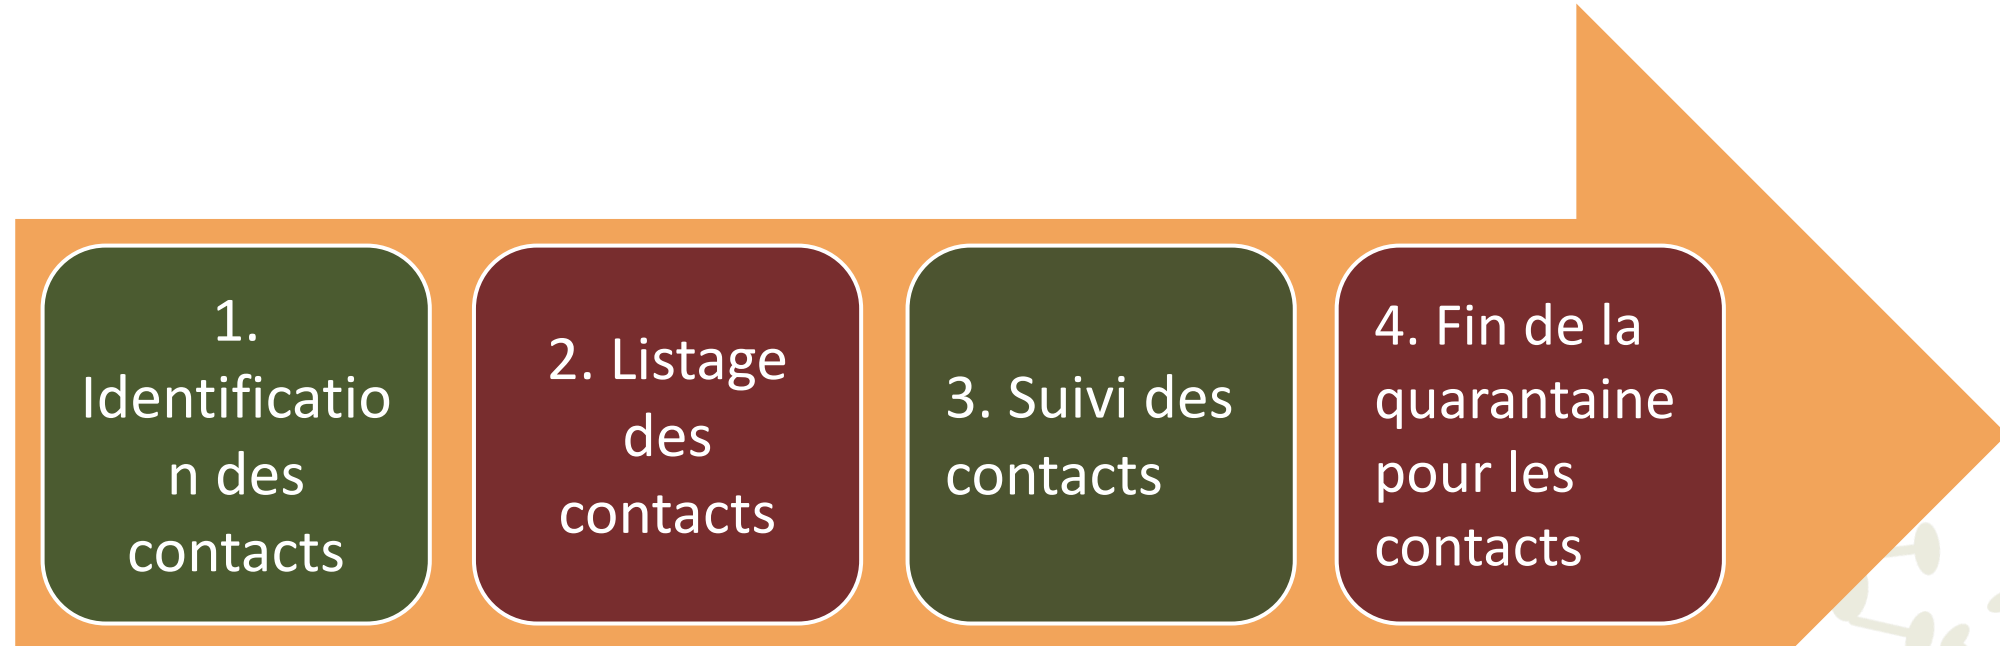 1.
Identificatio
n des
contacts
2. Listage
des
contacts
3. Suivi des
contacts
4. Fin de la
quarantaine
pour les
contacts